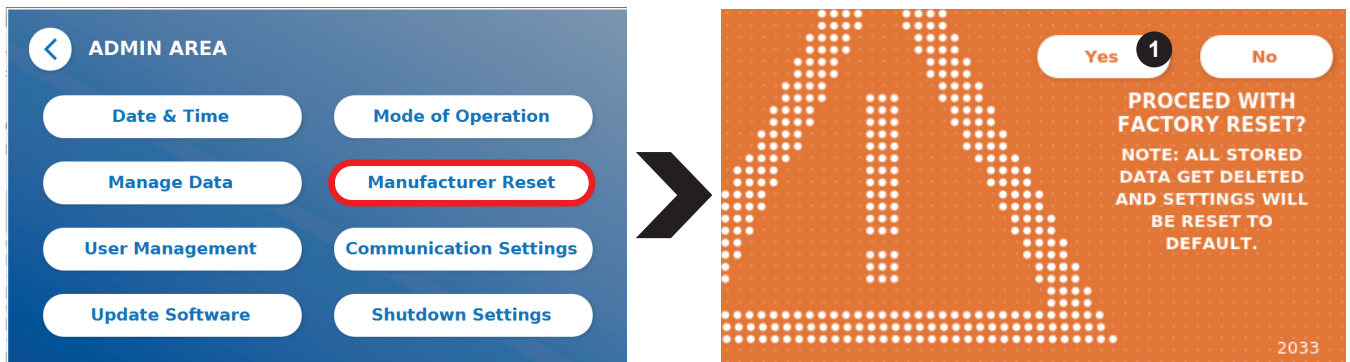 ADMIN AREA
Date & Time
Mode of Operation
Manage Data
Manufacturer Reset
User Management
Communication Settings
Update Software
Shutdown Settings
Yes
1
No
PROCEED WITH
FACTORY RESET?
NOTE: ALL STORED
DATA GET DELETED
AND SETTINGS WILL
BE RESET TO
DEFAULT.
2033